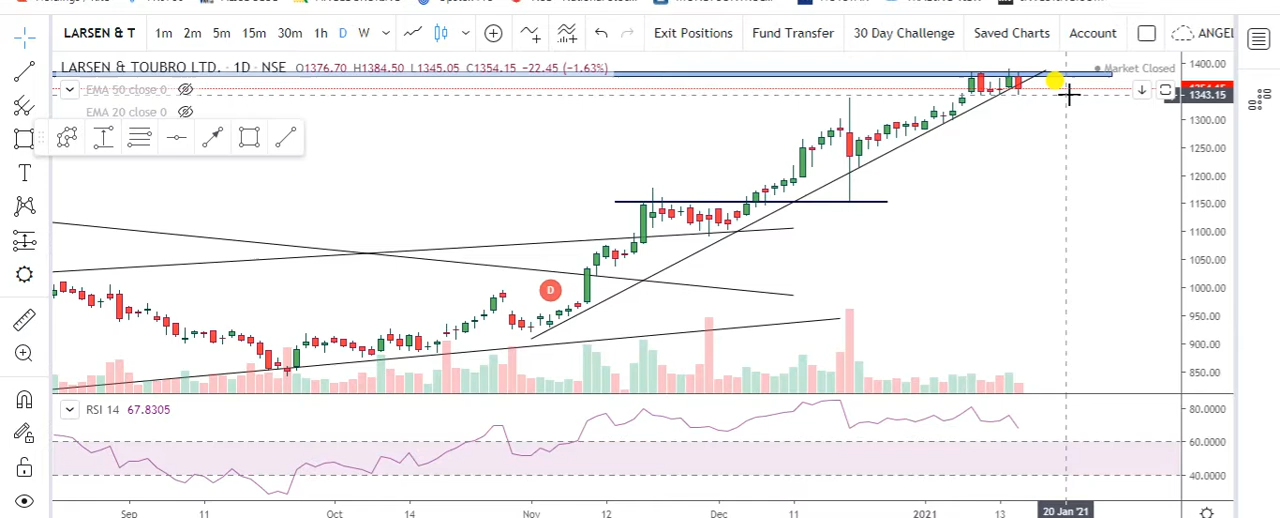 LARSEN & T 1m 2m 5m 15m 30m 1h D W Exit Positions Fund Transfer 30 Day Challenge Saved Charts Account ANGEL
LARSEN & TOUBRO LTD. · 1D · NSE O1376.70 H1384.50 L1345.05 C1354.15 −22.45 (−1.63%)
Market Closed
1400.00
EMA 50 close 0
1343.15
EMA 20 close 0
1300.00
1250.00
1200.00
1150.00
1100.00
1050.00
D
1000.00
950.00
900.00
850.00
RSI 14 67.8305
80.0000
60.0000
40.0000
Sep 11 Oct 14 Nov 12 Dec 11 2021 13 20 Jan '21